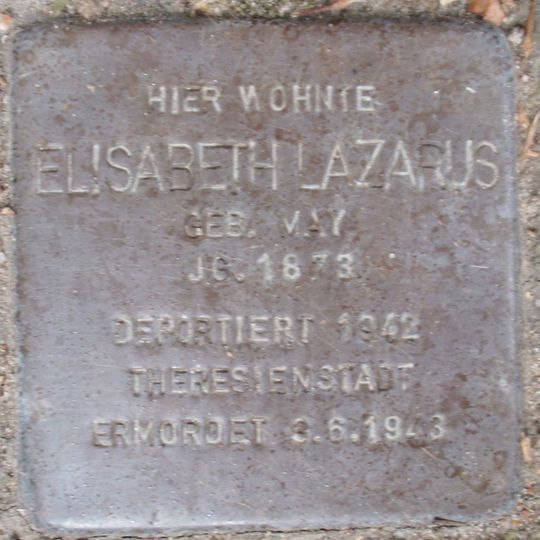 HIER WOHNTE
ELISABETH LAZARUS
GEB. MAY
JG. 1873
DEPORTIERT 1942
THERESIENSTADT
ERMORDET 3.6.1943